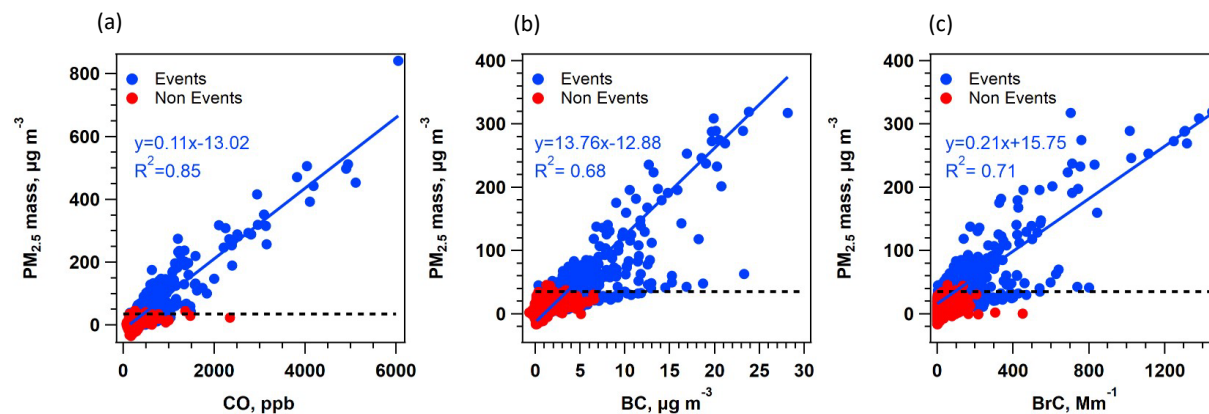 (a)
800
600
400
200
0
PM2.5 mass, µg m-3
Events
Non Events
y=0.11x-13.02
R2=0.85
0 2000 4000 6000
CO, ppb
(b)
400
300
200
100
0
PM2.5 mass, µg m-3
Events
Non Events
y=13.76x-12.88
R2= 0.68
0 5 10 15 20 25 30
BC, µg m-3
(c)
400
300
200
100
0
PM2.5 mass, µg m-3
Events
Non Events
y=0.21x+15.75
R2= 0.71
0 400 800 1200
BrC, Mm-1